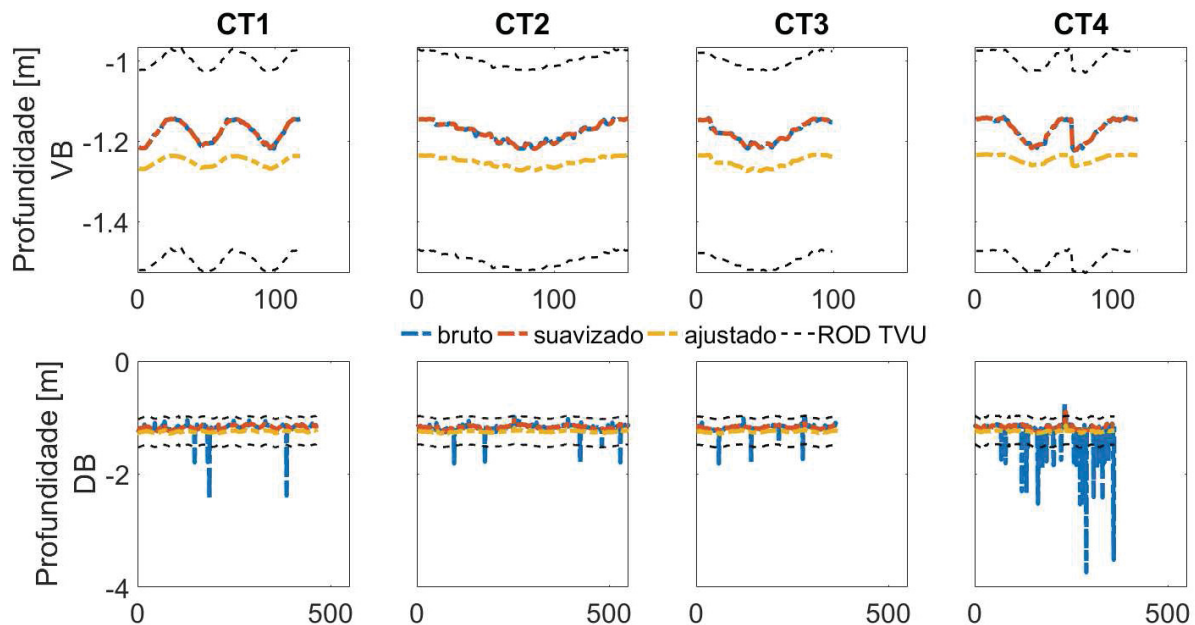 CT1 CT2 CT3 CT4
Profundidade [m]
VB
-1
-1.2
-1.4
0 100 0 100 0 100 0 100
bruto suavizado ajustado ROD TVU
Profundidade [m]
DB
0
-2
-4
0 500 0 500 0 500 0 500